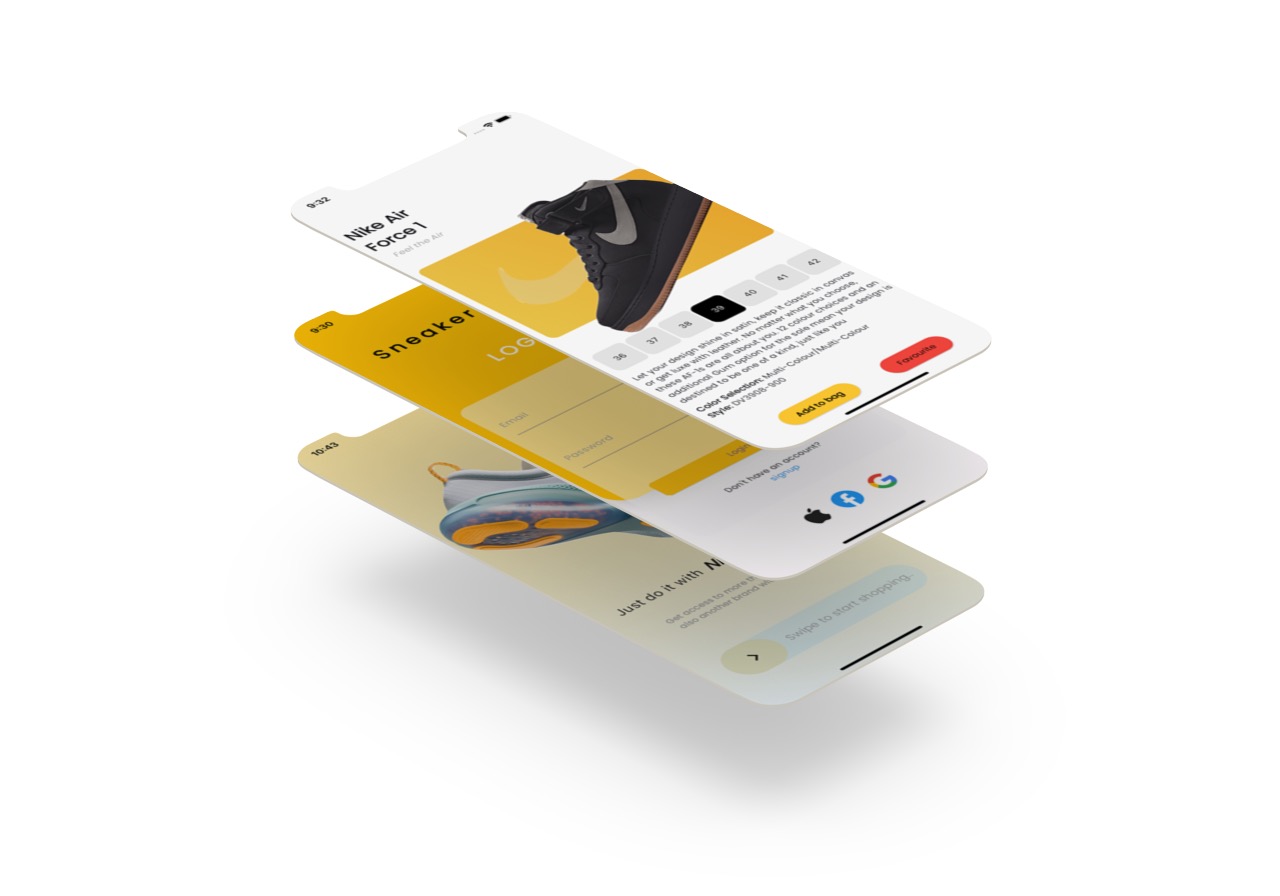 9:32
Nike Air
Force 1
Feel the Air
36
37
38
39
40
41
42
Let your design shine in satin, keep it classic in canvas
or get luxe with leather. No matter what you choose,
these AF-1s are all about you. 12 colour choices and an
additional Gum option for the sole mean your design is
destined to be one of a kind, just like you
Color Selection: Multi-Colour/Multi-Colour
Style: DV3908-900
Add to bag
Favourite
9:30
Sneaker
LOG
Email
Password
Login
Don't have an account?
signup
10:43
Just do it with
Get access to more
also another brand
Swipe to start shopping..